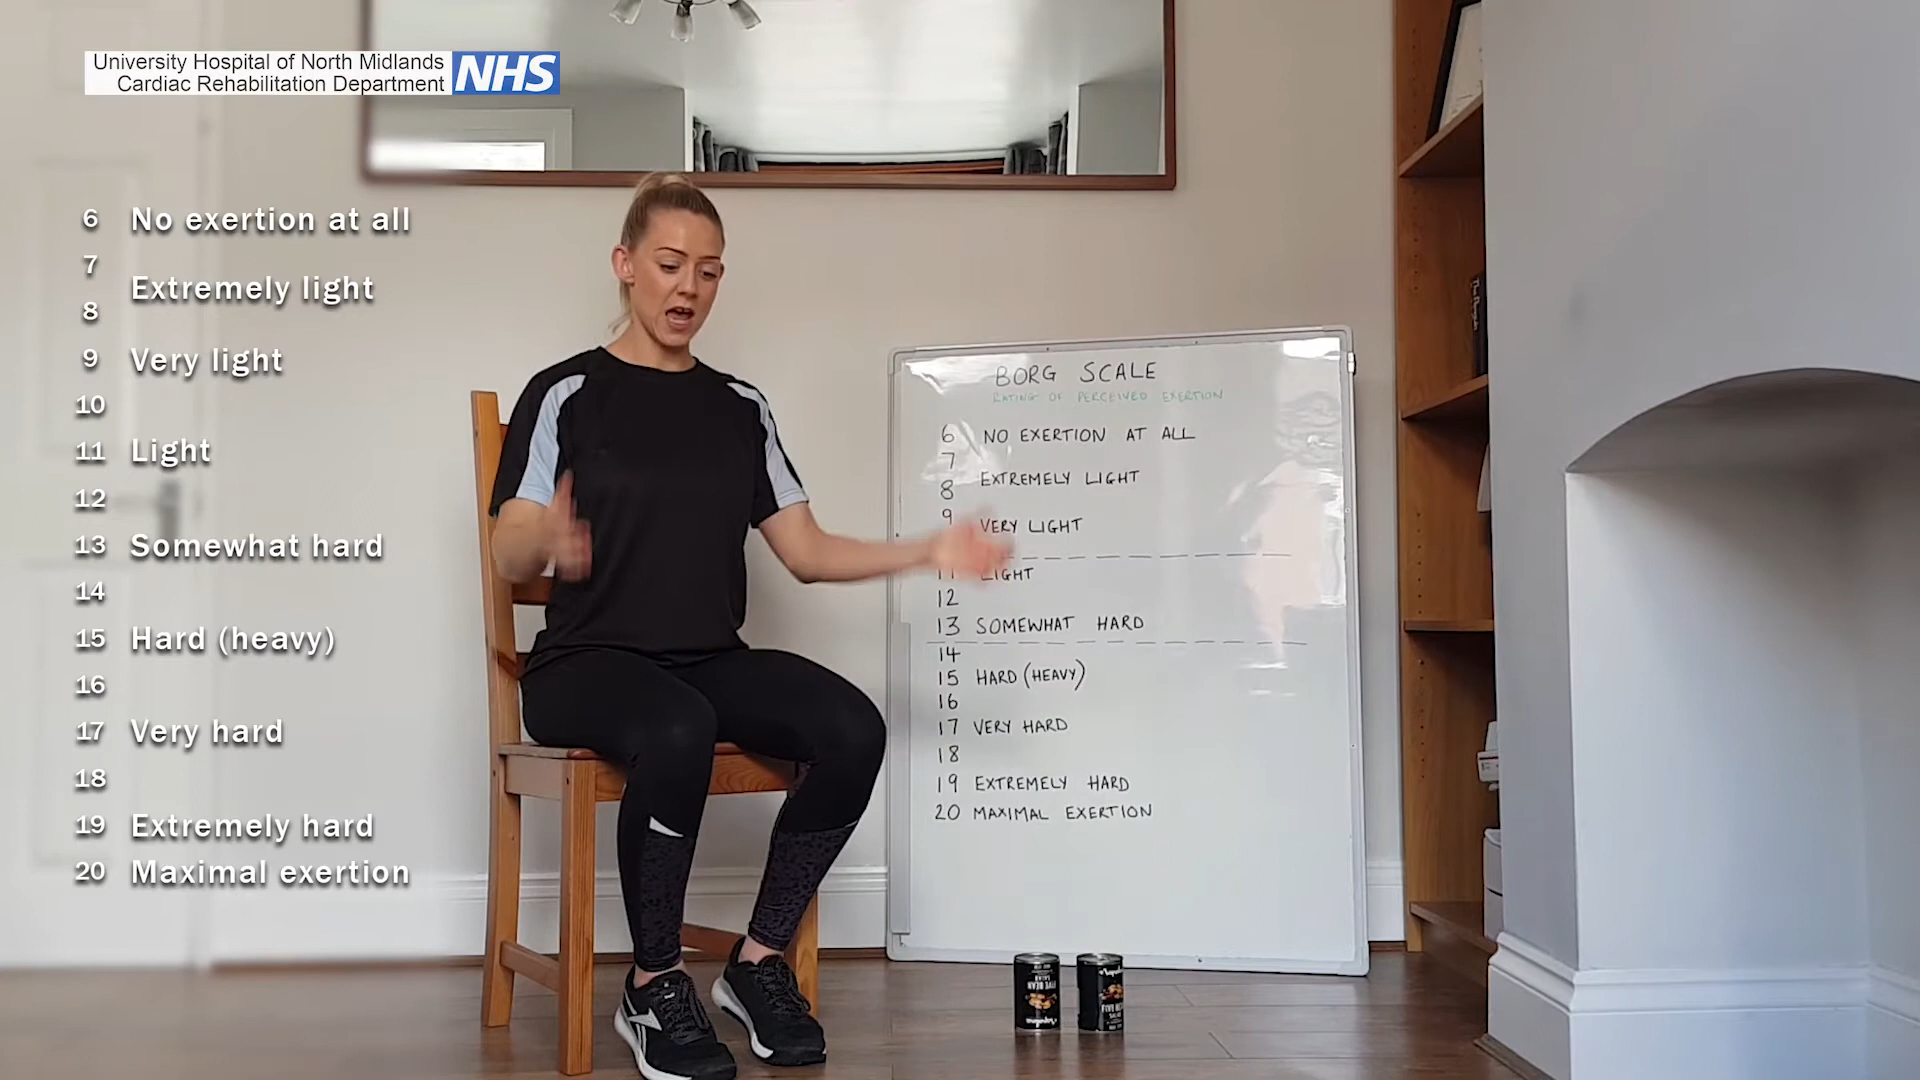 University Hospital of North Midlands
Cardiac Rehabilitation Department
NHS
6 No exertion at all
7
Extremely light
8
9 Very light
10
11 Light
12
13 Somewhat hard
14
15 Hard (heavy)
16
17 Very hard
18
19 Extremely hard
20 Maximal exertion
BORG SCALE
RATING OF PERCEIVED EXERTION
6 NO EXERTION AT ALL
7
EXTREMELY LIGHT
8
9 VERY LIGHT
11 LIGHT
12
13 SOMEWHAT HARD
14
15 HARD (HEAVY)
16
17 VERY HARD
18
19 EXTREMELY HARD
20 MAXIMAL EXERTION
FIVE BEAN
SALAD